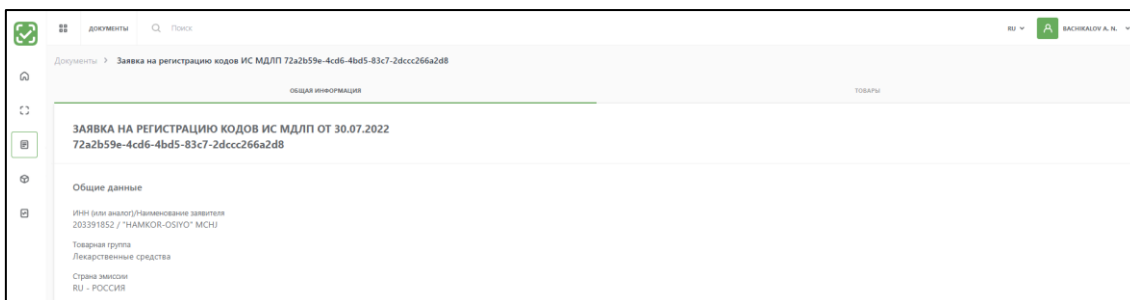 ДОКУМЕНТЫ Поиск RU BACHIKALOV A. N.
Документы > Заявка на регистрацию кодов ИС МДЛП 72a2b59e-4cd6-4bd5-83c7-2dccc266a2d8
ОБЩАЯ ИНФОРМАЦИЯ ТОВАРЫ
ЗАЯВКА НА РЕГИСТРАЦИЮ КОДОВ ИС МДЛП ОТ 30.07.2022
72a2b59e-4cd6-4bd5-83c7-2dccc266a2d8
Общие данные
ИНН (или аналог)/Наименование заявителя
203391852 / "HAMKOR-OSIYO" MCHJ
Товарная группа
Лекарственные средства
Страна эмиссии
RU - РОССИЯ